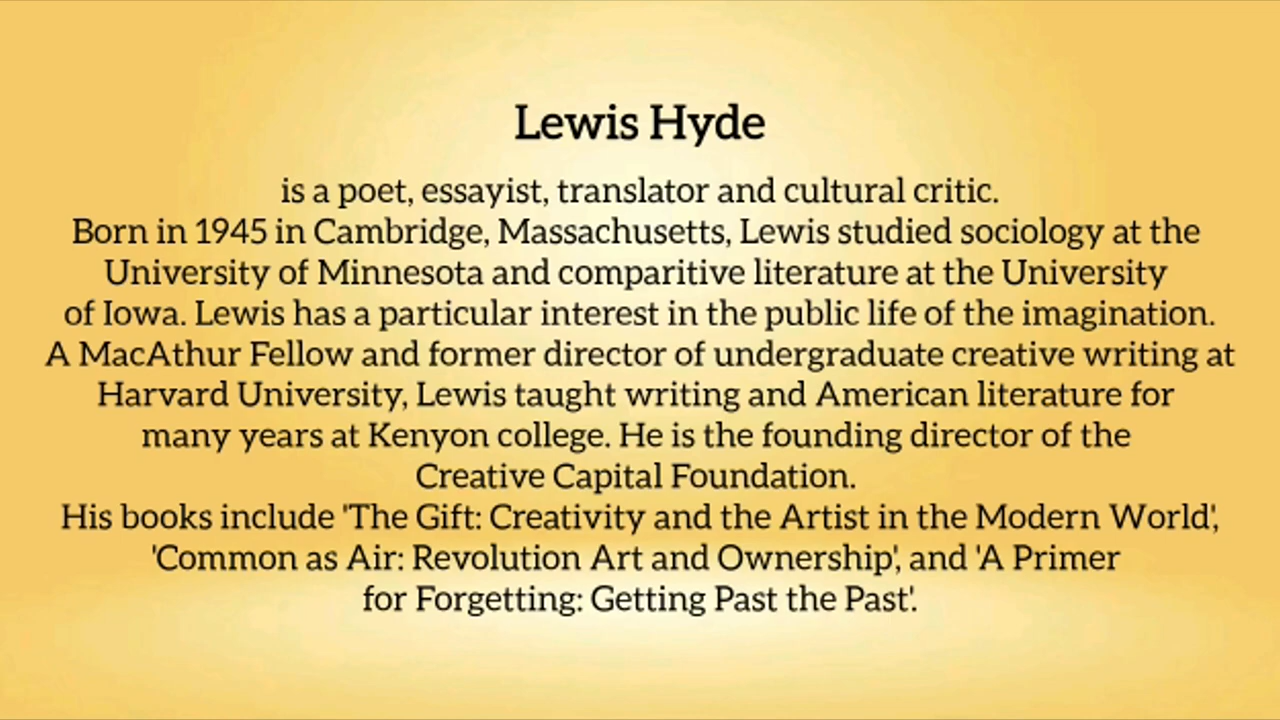 Lewis Hyde
is a poet, essayist, translator and cultural critic.
Born in 1945 in Cambridge, Massachusetts, Lewis studied sociology at the
University of Minnesota and comparitive literature at the University
of Iowa. Lewis has a particular interest in the public life of the imagination.
A MacAthur Fellow and former director of undergraduate creative writing at
Harvard University, Lewis taught writing and American literature for
many years at Kenyon college. He is the founding director of the
Creative Capital Foundation.
His books include 'The Gift: Creativity and the Artist in the Modern World',
'Common as Air: Revolution Art and Ownership', and 'A Primer
for Forgetting: Getting Past the Past'.